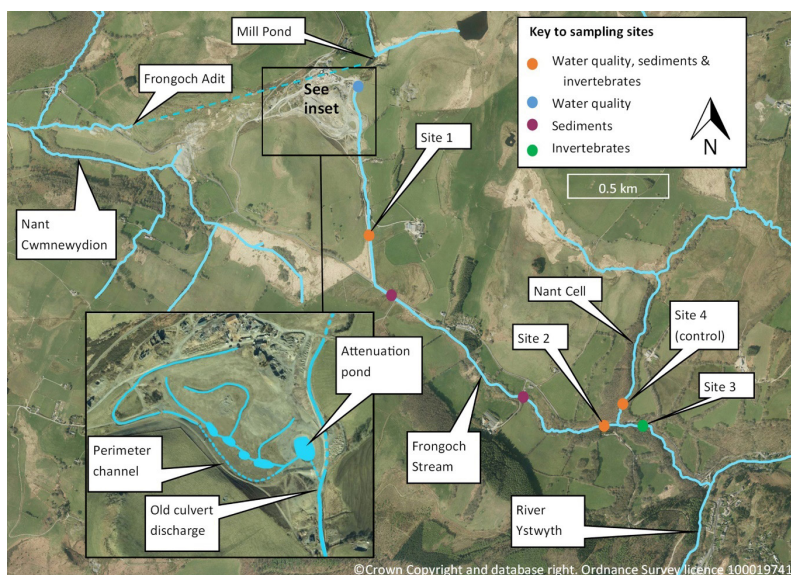 Mill Pond
Frongoch Adit
See
inset
Site 1
Nant
Cwmnewydion
Key to sampling sites
Water quality, sediments &
invertebrates
Water quality
Sediments
Invertebrates
N
0.5 km
Nant Cell
Site 4
(control)
Site 2
Site 3
Attenuation
pond
Perimeter
channel
Old culvert
discharge
Frongoch
Stream
River
Ystwyth
©Crown Copyright and database right. Ordnance Survey licence 100019741